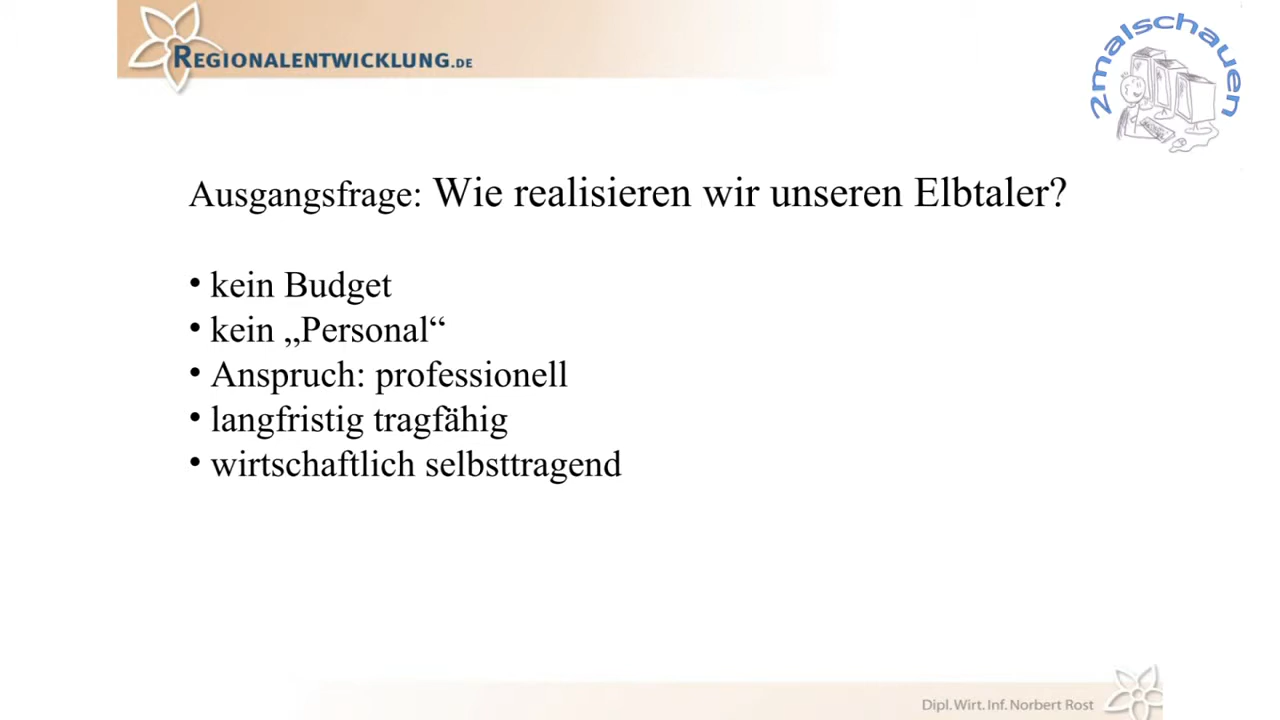 REGIONALENTWICKLUNG.DE
2malschauen
Ausgangsfrage: Wie realisieren wir unseren Elbtaler?
• kein Budget
• kein „Personal“
• Anspruch: professionell
• langfristig tragfähig
• wirtschaftlich selbsttragend
Dipl. Wirt. Inf. Norbert Rost